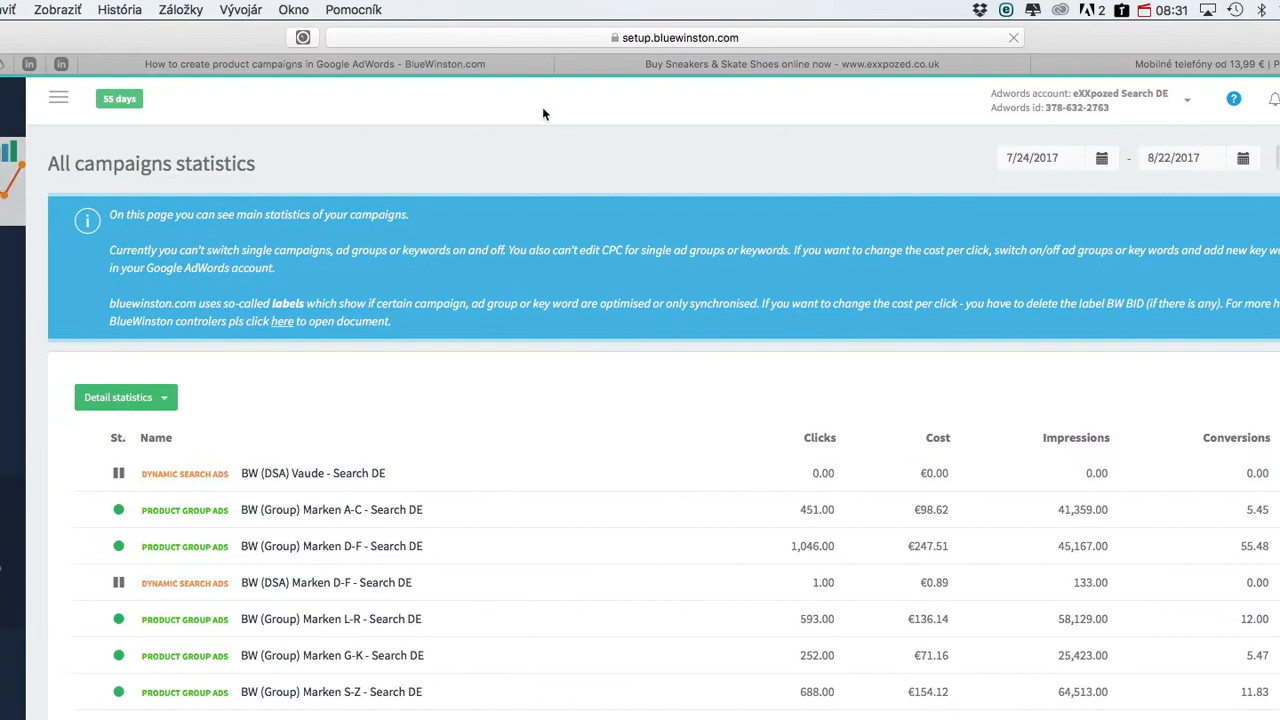 Zobraziť História Záložky Vývojár Okno Pomocník 2 08:31
setup.bluewinston.com
How to create product campaigns in Google AdWords - BlueWinston.com Buy Sneakers & Skate Shoes online now - www.exxpozed.co.uk Mobilné telefóny od 13,99 € |
55 days
Adwords account: eXXpozed Search DE
Adwords id: 378-632-2763
All campaigns statistics
7/24/2017 - 8/22/2017
On this page you can see main statistics of your campaigns.
Currently you can't switch single campaigns, ad groups or keywords on and off. You also can't edit CPC for single ad groups or keywords. If you want to change the cost per click, switch on/off ad groups or key words and add new key
in your Google AdWords account.
bluewinston.com uses so-called labels which show if certain campaign, ad group or key word are optimised or only synchronised. If you want to change the cost per click - you have to delete the label BW BID (if there is any). For more
BlueWinston controlers pls click here to open document.
Detail statistics
St. Name Clicks Cost Impressions Conversions
DYNAMIC SEARCH ADS BW (DSA) Vaude - Search DE 0.00 €0.00 0.00 0.00
PRODUCT GROUP ADS BW (Group) Marken A-C - Search DE 451.00 €98.62 41,359.00 5.45
PRODUCT GROUP ADS BW (Group) Marken D-F - Search DE 1,046.00 €247.51 45,167.00 55.48
DYNAMIC SEARCH ADS BW (DSA) Marken D-F - Search DE 1.00 €0.89 133.00 0.00
PRODUCT GROUP ADS BW (Group) Marken L-R - Search DE 593.00 €136.14 58,129.00 12.00
PRODUCT GROUP ADS BW (Group) Marken G-K - Search DE 252.00 €71.16 25,423.00 5.47
PRODUCT GROUP ADS BW (Group) Marken S-Z - Search DE 688.00 €154.12 64,513.00 11.83